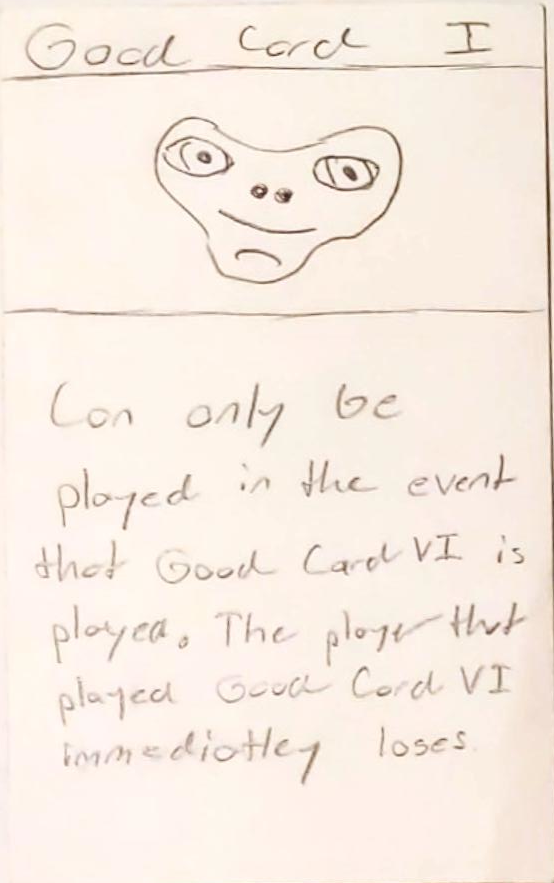 Good Card I
Can only be
played in the event
that Good Card VI is
played. The player that
played Good Card VI
immediatley loses.